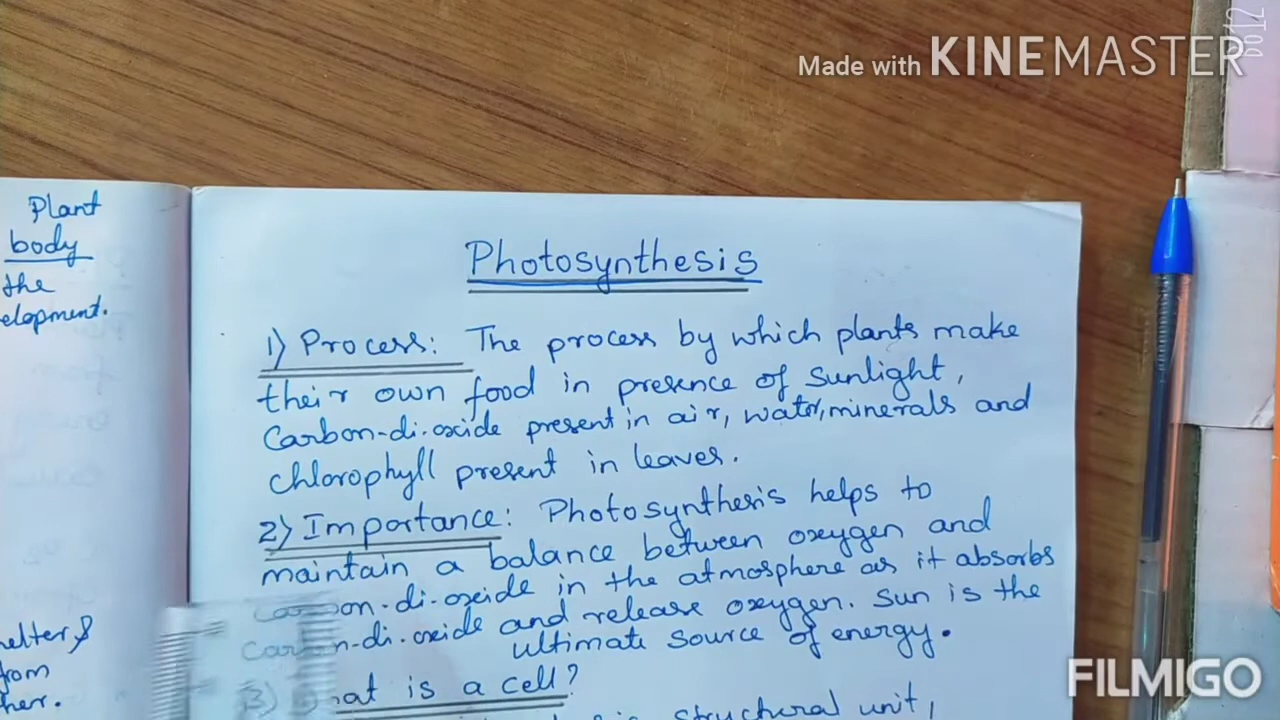 Made with KINEMASTER
Plant
body
the
elopment.
Photosynthesis
1) Process: The process by which plants make
their own food in presence of sunlight,
Carbon-di-oxide present in air, water, minerals and
chlorophyll present in leaves.
2) Importance: Photosynthesis helps to
maintain a balance between oxygen and
carbon-di-oxide in the atmosphere as it absorbs
carbon-di-oxide and release oxygen. Sun is the
ultimate source of energy.
3) What is a cell?
structural unit,
helter &
from
her.
FILMIGO